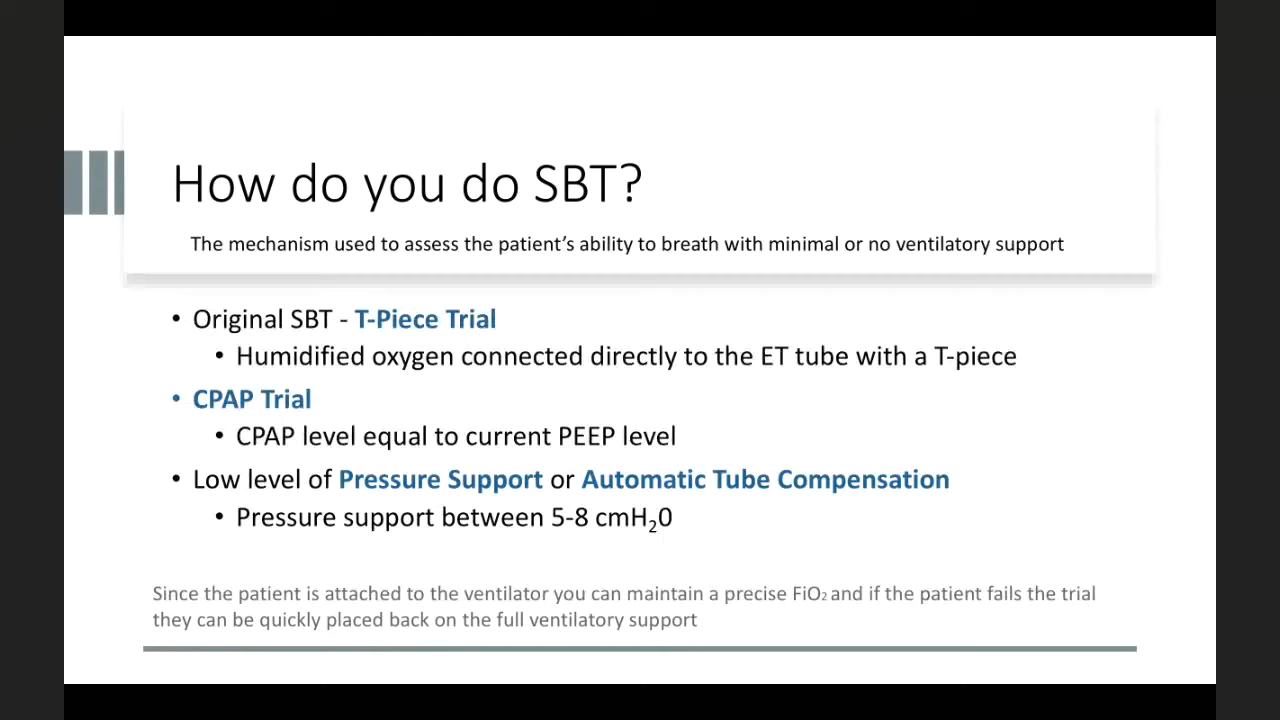 How do you do SBT?
The mechanism used to assess the patient's ability to breath with minimal or no ventilatory support
• Original SBT - T-Piece Trial
• Humidified oxygen connected directly to the ET tube with a T-piece
• CPAP Trial
• CPAP level equal to current PEEP level
• Low level of Pressure Support or Automatic Tube Compensation
• Pressure support between 5-8 cmH₂0
Since the patient is attached to the ventilator you can maintain a precise FiO₂ and if the patient fails the trial
they can be quickly placed back on the full ventilatory support